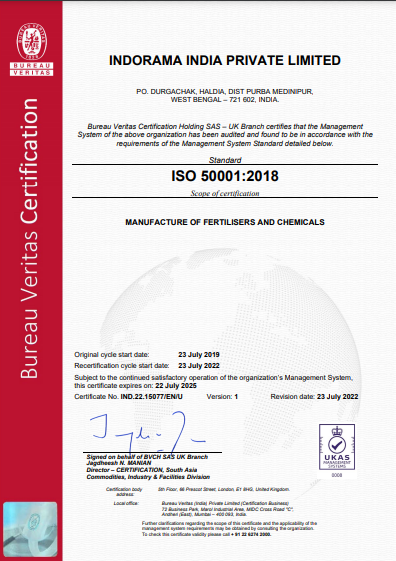 BUREAU
VERITAS
Bureau Veritas Certification
INDORAMA INDIA PRIVATE LIMITED
PO. DURGACHAK, HALDIA, DIST PURBA MEDINIPUR,
WEST BENGAL – 721 602, INDIA.
Bureau Veritas Certification Holding SAS – UK Branch certifies that the Management
System of the above organization has been audited and found to be in accordance with the
requirements of the Management System Standard detailed below.
Standard
ISO 50001:2018
Scope of certification
MANUFACTURE OF FERTILISERS AND CHEMICALS
Original cycle start date: 23 July 2019
Recertification cycle start date: 23 July 2022
Subject to the continued satisfactory operation of the organization's Management System,
this certificate expires on: 22 July 2025
Certificate No. IND.22.15077/EN/U Version: 1 Revision date: 23 July 2022
Signed on behalf of BVCH SAS UK Branch
Jagdheesh N. MANIAN
Director – CERTIFICATION, South Asia
Commodities, Industry & Facilities Division
UKAS
MANAGEMENT
SYSTEMS
0008
Certification body address: 5th Floor, 66 Prescot Street, London, E1 8HG, United Kingdom.
Local office: Bureau Veritas (India) Private Limited (Certification Business)
72 Business Park, Marol Industrial Area, MIDC Cross Road "C",
Andheri (East), Mumbai – 400 093, India.
Further clarifications regarding the scope of this certificate and the applicability of the
management system requirements may be obtained by consulting the organization.
To check this certificate validity please call + 91 22 6274 2000.